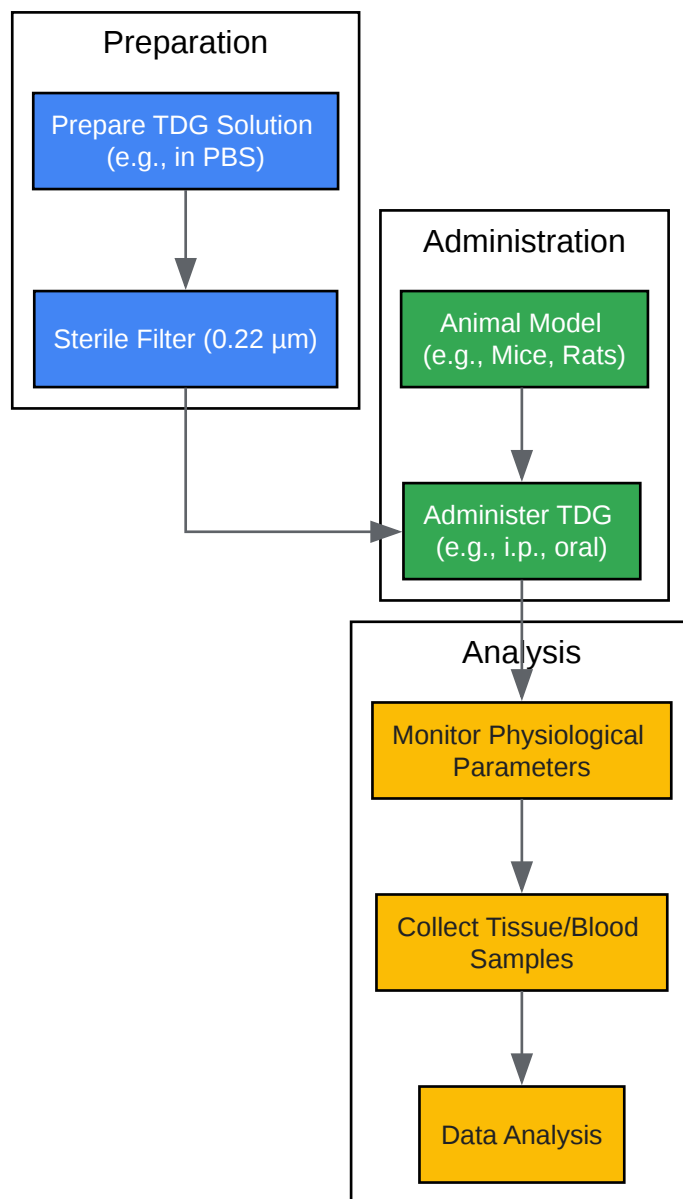 Preparation
Prepare TDG Solution
(e.g., in PBS)
Sterile Filter (0.22 µm)
Administration
Animal Model
(e.g., Mice, Rats)
Administer TDG
(e.g., i.p., oral)
Analysis
Monitor Physiological
Parameters
Collect Tissue/Blood
Samples
Data Analysis